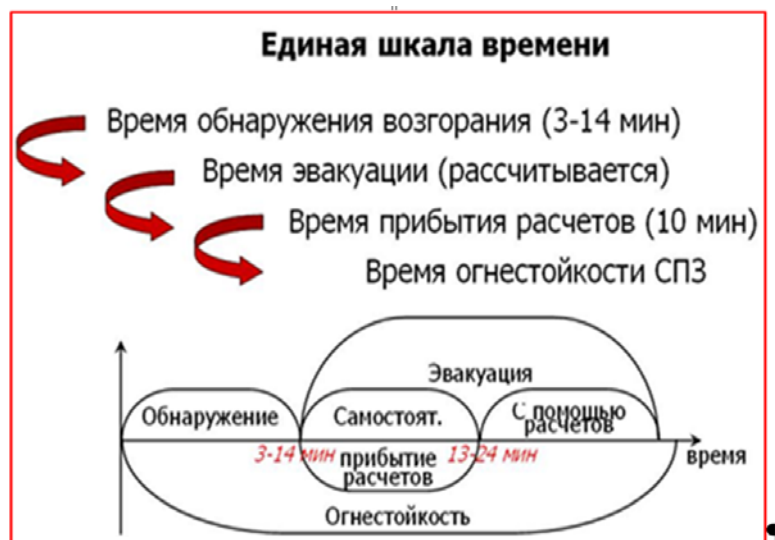 Единая шкала времени
Время обнаружения возгорания (3-14 мин)
Время эвакуации (рассчитывается)
Время прибытия расчетов (10 мин)
Время огнестойкости СПЗ
Эвакуация
Обнаружение
Самостоят.
С помощью
расчетов
3-14 мин
13-24 мин
время
прибытие
расчетов
Огнестойкость